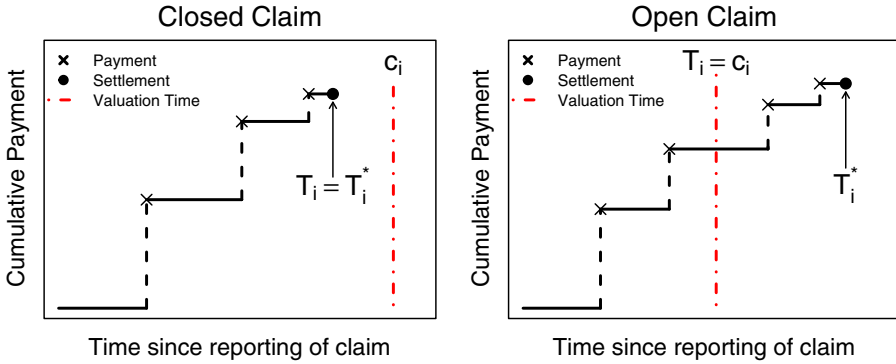 Closed Claim
Payment
Settlement
Valuation Time
c_i
T_i = T_i^*
Cumulative Payment
Time since reporting of claim
Open Claim
Payment
Settlement
Valuation Time
T_i = c_i
T_i^*
Cumulative Payment
Time since reporting of claim